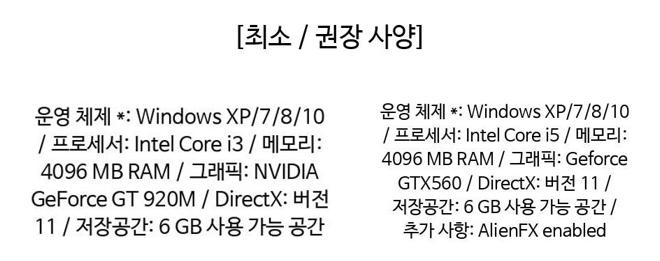 [최소 / 권장 사양]
운영 체제 *: Windows XP/7/8/10
/ 프로세서: Intel Core i3 / 메모리:
4096 MB RAM / 그래픽: NVIDIA
GeForce GT 920M / DirectX: 버전
11 / 저장공간: 6 GB 사용 가능 공간
운영 체제 *: Windows XP/7/8/10
/ 프로세서: Intel Core i5 / 메모리:
4096 MB RAM / 그래픽: Geforce
GTX560 / DirectX: 버전 11 /
저장공간: 6 GB 사용 가능 공간 /
추가 사항: AlienFX enabled